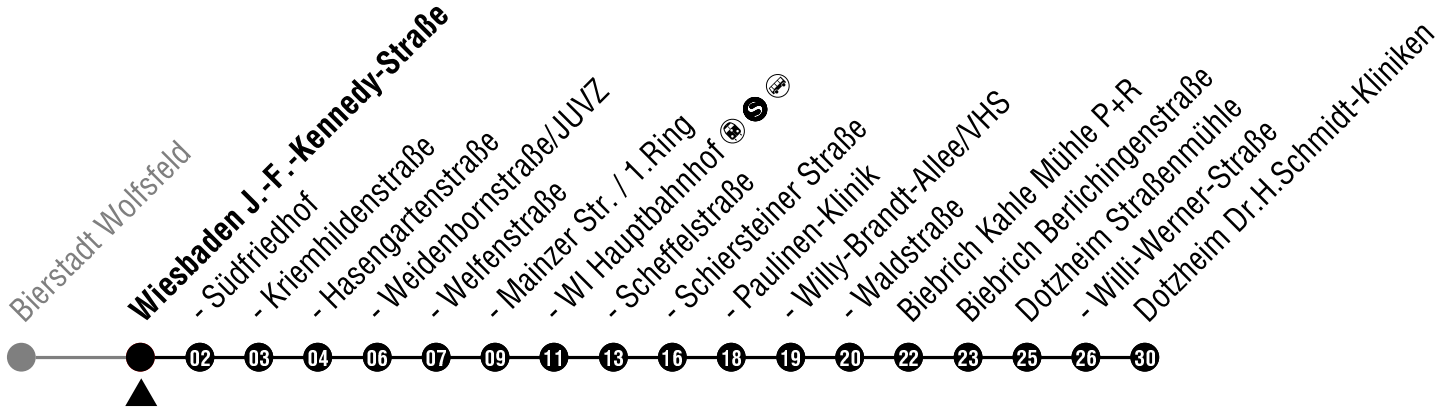 Bierstadt Wolfsfeld
Wiesbaden J.-F.-Kennedy-Straße
- Südfriedhof
- Kriemhildenstraße
- Hasengartenstraße
- Weidenbornstraße/JUVZ
- Welfenstraße
- Mainzer Str. / 1.Ring
- WI Hauptbahnhof S
- Scheffelstraße
- Schiersteiner Straße
- Paulinen-Klinik
- Willy-Brandt-Allee/VHS
- Waldstraße
Biebrich Kahle Mühle P+R
Biebrich Berlichingenstraße
Dotzheim Straßenmühle
- Willi-Werner-Straße
Dotzheim Dr.H.Schmidt-Kliniken
02 03 04 06 07 09 11 13 16 18 19 20 22 23 25 26 30